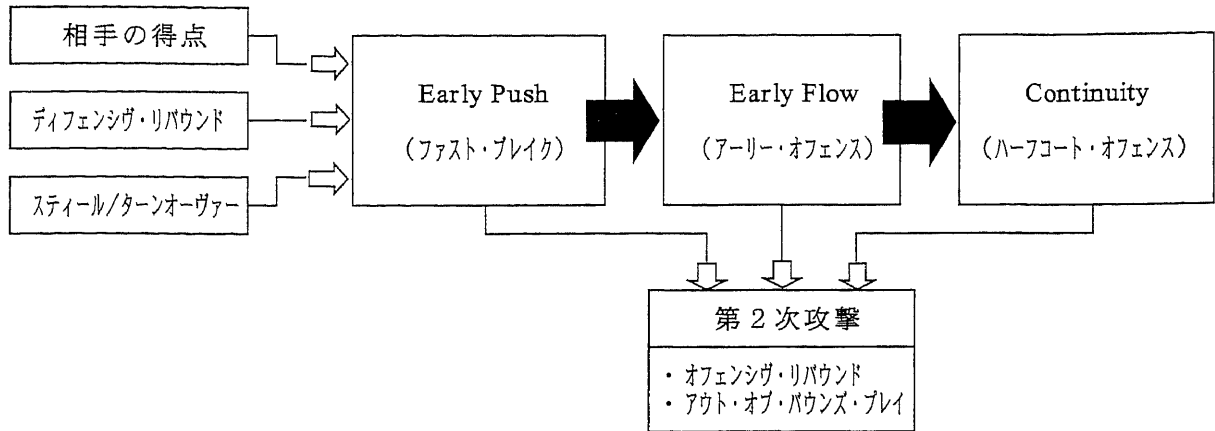 相手の得点
ディフェンシヴ・リバウンド
スティール/ターンオーヴァー
Early Push
(ファスト・ブレイク)
Early Flow
(アーリー・オフェンス)
Continuity
(ハーフコート・オフェンス)
第2次攻撃
・ オフェンシヴ・リバウンド
・ アウト・オブ・バウンズ・プレイ